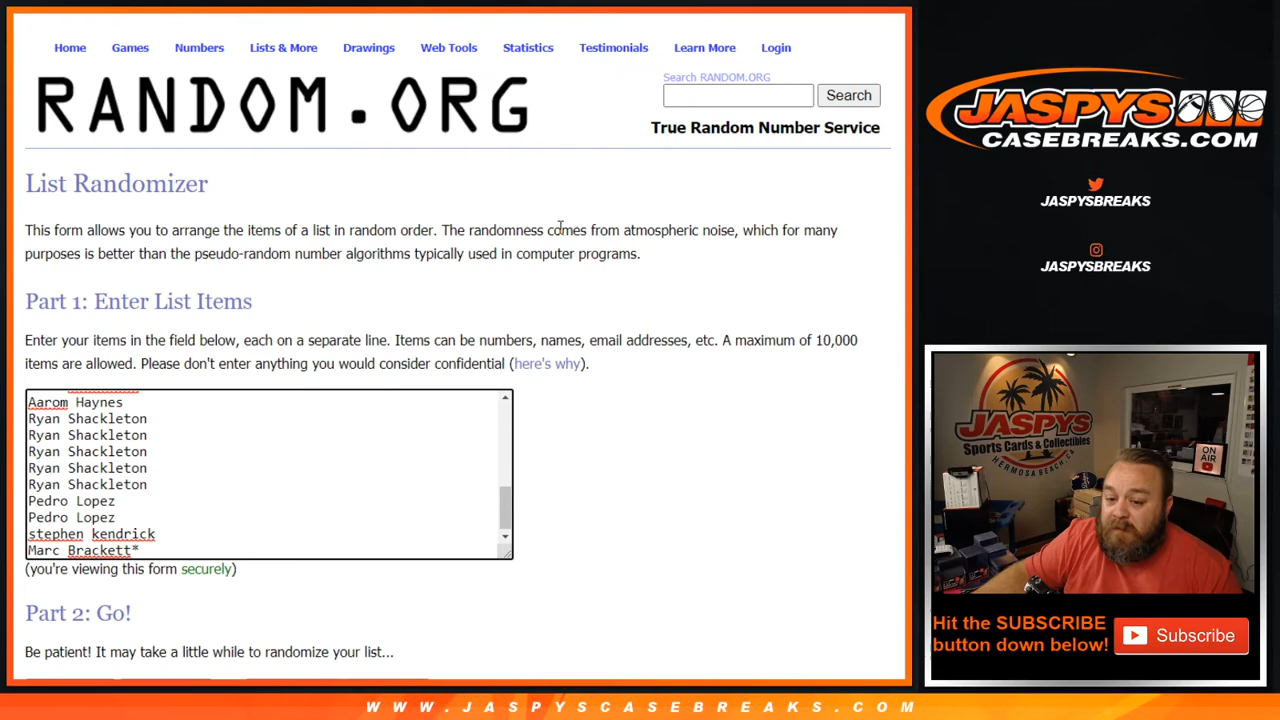 Home Games Numbers Lists & More Drawings Web Tools Statistics Testimonials Learn More Login
RANDOM.ORG
Search RANDOM.ORG
Search
True Random Number Service
List Randomizer
This form allows you to arrange the items of a list in random order. The randomness comes from atmospheric noise, which for many
purposes is better than the pseudo-random number algorithms typically used in computer programs.
Part 1: Enter List Items
Enter your items in the field below, each on a separate line. Items can be numbers, names, email addresses, etc. A maximum of 10,000
items are allowed. Please don't enter anything you would consider confidential (here's why).
Aarom Haynes
Ryan Shackleton
Ryan Shackleton
Ryan Shackleton
Ryan Shackleton
Ryan Shackleton
Pedro Lopez
Pedro Lopez
stephen kendrick
Marc Brackett*
(you're viewing this form securely)
Part 2: Go!
Be patient! It may take a little while to randomize your list...
JASPYS
CASEBREAKS.COM
JASPYSBREAKS
JASPYSBREAKS
JASPYS
Sports Cards & Collectibles
HERMOSA BEACH, CA
ON AIR
Hit the SUBSCRIBE
button down below!
Subscribe
WWW.JASPYSCASEBREAKS.COM